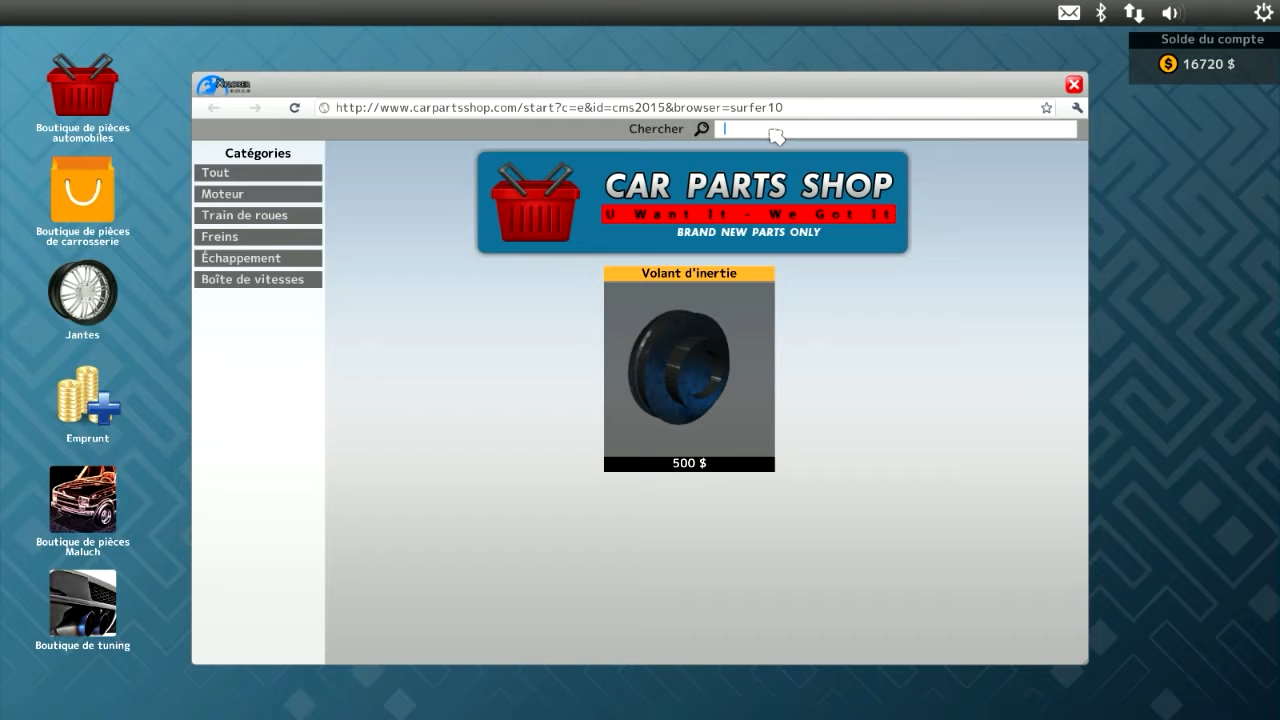 Solde du compte
16720 $
Boutique de pièces
automobiles
Boutique de pièces
de carrosserie
Jantes
Emprunt
Boutique de pièces
Maluch
Boutique de tuning
XPLORER
http://www.carpartsshop.com/start?c=e&id=cms2015&browser=surfer10
Chercher
Catégories
Tout
Moteur
Train de roues
Freins
Échappement
Boîte de vitesses
CAR PARTS SHOP
U Want It - We Got It
BRAND NEW PARTS ONLY
Volant d'inertie
500 $